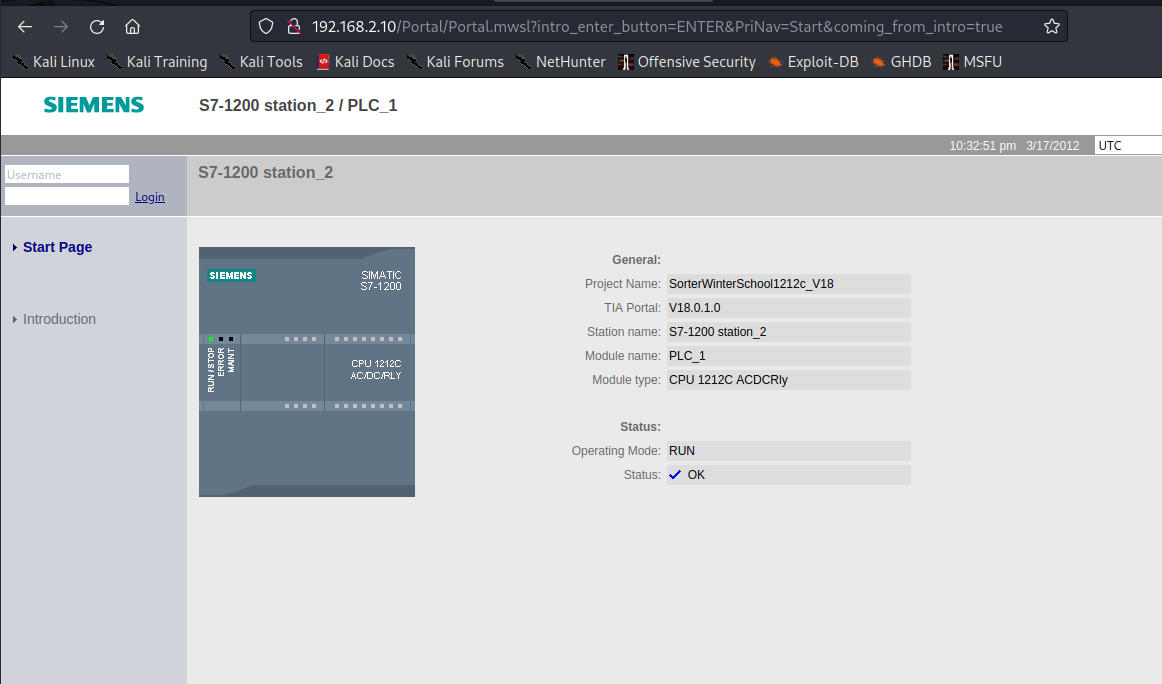 192.168.2.10/Portal/Portal.mwsl?intro_enter_button=ENTER&PriNav=Start&coming_from_intro=true
Kali Linux Kali Training Kali Tools Kali Docs Kali Forums NetHunter Offensive Security Exploit-DB GHDB MSFU
SIEMENS S7-1200 station_2 / PLC_1
10:32:51 pm 3/17/2012 UTC
Username
Login
S7-1200 station_2
Start Page
Introduction
SIEMENS
SIMATIC
S7-1200
RUN / STOP
ERROR
MAINT
CPU 1212C
AC/DC/RLY
General:
Project Name: SorterWinterSchool1212c_V18
TIA Portal: V18.0.1.0
Station name: S7-1200 station_2
Module name: PLC_1
Module type: CPU 1212C ACDCRly
Status:
Operating Mode: RUN
Status: OK